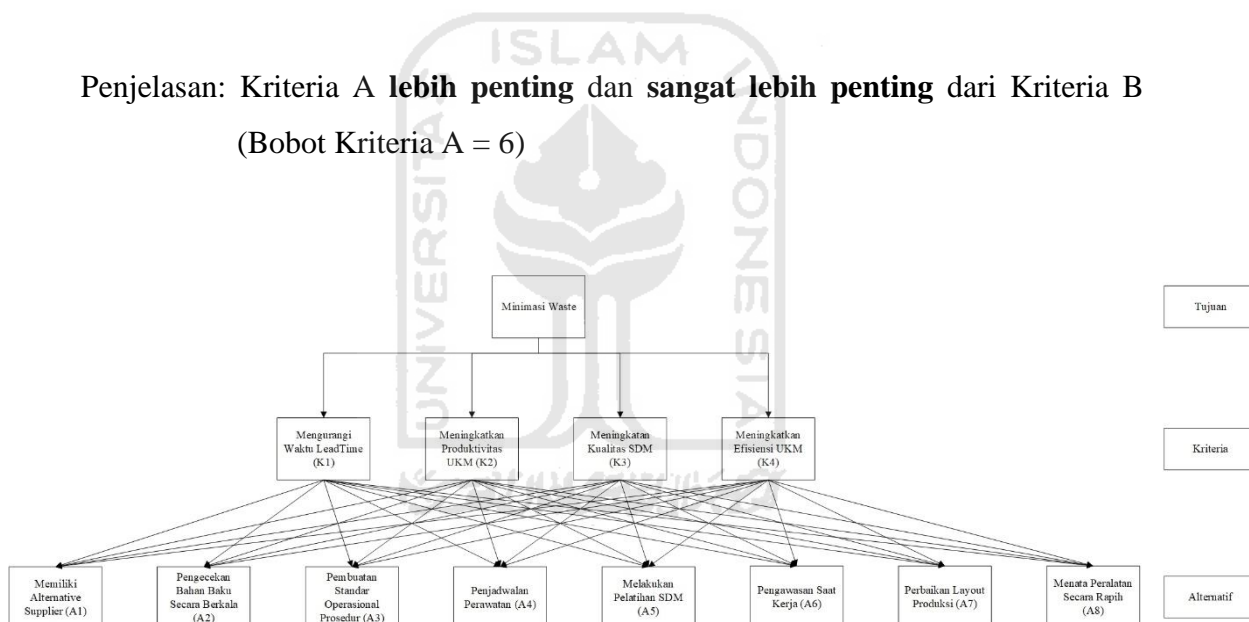 ISLAM
UNIVERSITAS
INDONESIA
Penjelasan: Kriteria A lebih penting dan sangat lebih penting dari Kriteria B
(Bobot Kriteria A = 6)
Minimasi Waste
Tujuan
Mengurangi
Waktu LeadTime
(K1)
Meningkatkan
Produktivitas
UKM (K2)
Meningkatan
Kualitas SDM
(K3)
Meningkatkan
Efisiensi UKM
(K4)
Kriteria
Memiliki
Alternative
Supplier (A1)
Pengecekan
Bahan Baku
Secara Berkala
(A2)
Pembuatan
Standar
Operasional
Prosedur (A3)
Penjadwalan
Perawatan (A4)
Melakukan
Pelatihan SDM
(A5)
Pengawasan Saat
Kerja (A6)
Perbaikan Layout
Produksi (A7)
Menata Peralatan
Secara Rapih
(A8)
Alternatif